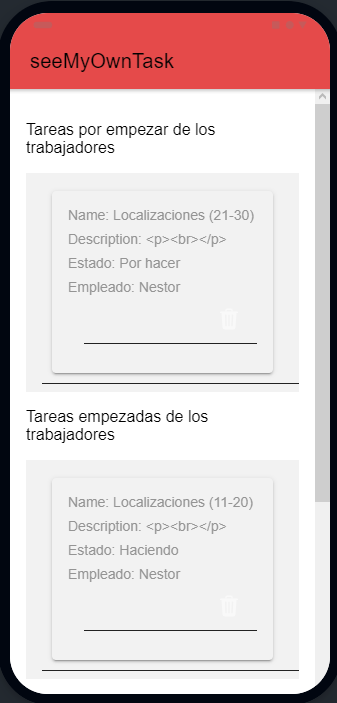 seeMyOwnTask
Tareas por empezar de los
trabajadores
Name: Localizaciones (21-30)
Description: <p><br></p>
Estado: Por hacer
Empleado: Nestor
Tareas empezadas de los
trabajadores
Name: Localizaciones (11-20)
Description: <p><br></p>
Estado: Haciendo
Empleado: Nestor